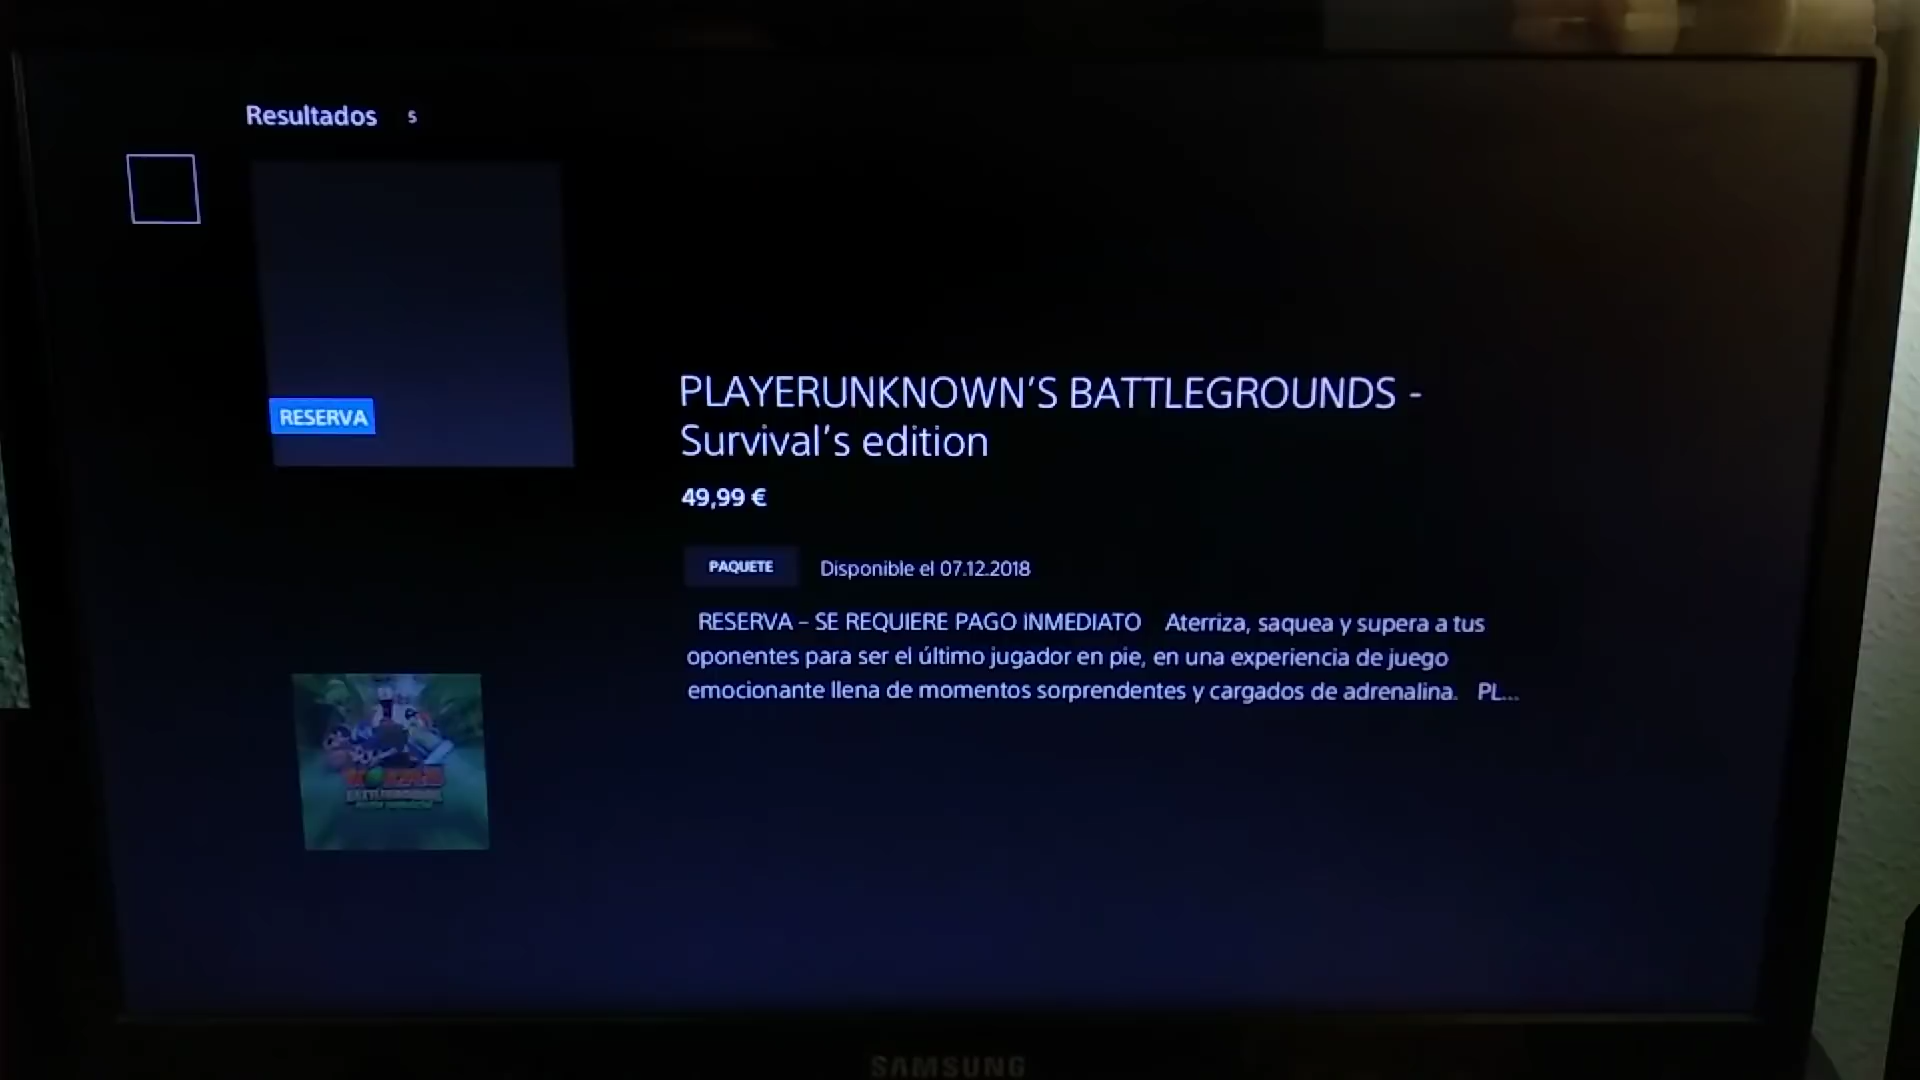 Resultados 5
RESERVA
PLAYERUNKNOWN'S BATTLEGROUNDS -
Survival's edition
49,99 €
PAQUETE Disponible el 07.12.2018
RESERVA – SE REQUIERE PAGO INMEDIATO Aterriza, saquea y supera a tus
oponentes para ser el último jugador en pie, en una experiencia de juego
emocionante llena de momentos sorprendentes y cargados de adrenalina. PL...
SAMSUNG